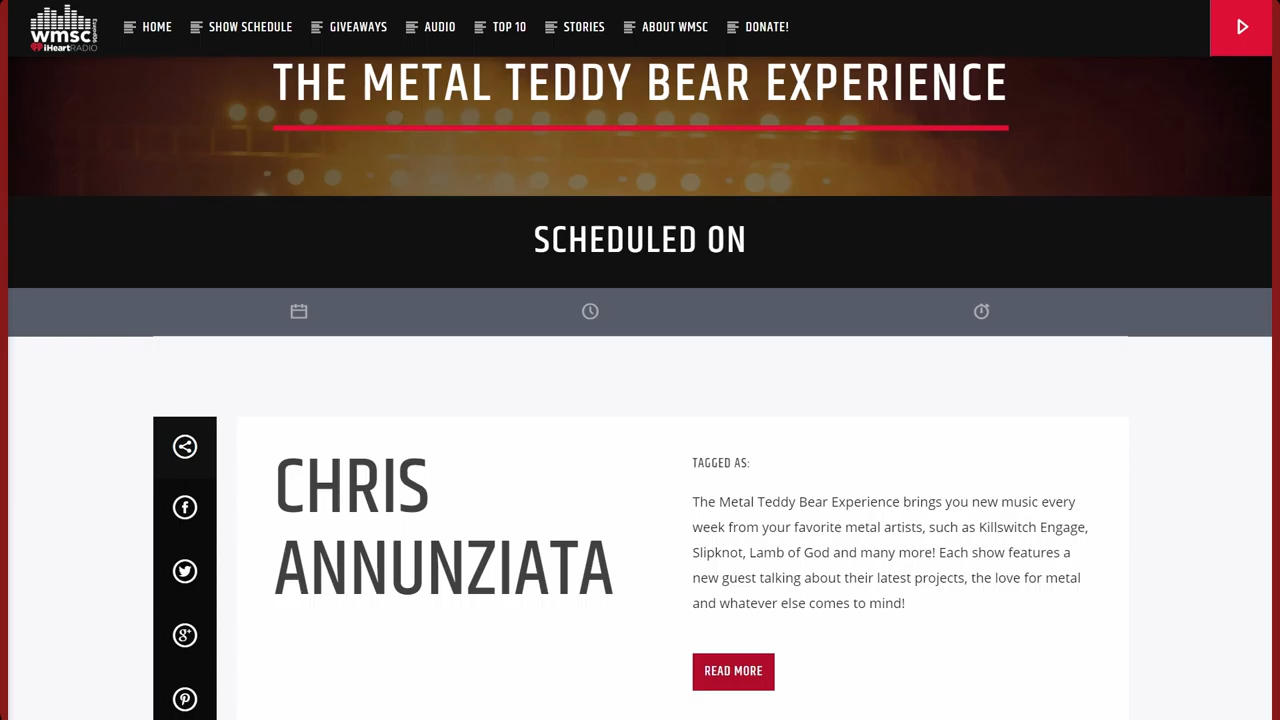 wmsc
iHeartRADIO
HOME
SHOW SCHEDULE
GIVEAWAYS
AUDIO
TOP 10
STORIES
ABOUT WMSC
DONATE!
THE METAL TEDDY BEAR EXPERIENCE
SCHEDULED ON
CHRIS
ANNUNZIATA
TAGGED AS:
The Metal Teddy Bear Experience brings you new music every
week from your favorite metal artists, such as Killswitch Engage,
Slipknot, Lamb of God and many more! Each show features a
new guest talking about their latest projects, the love for metal
and whatever else comes to mind!
READ MORE